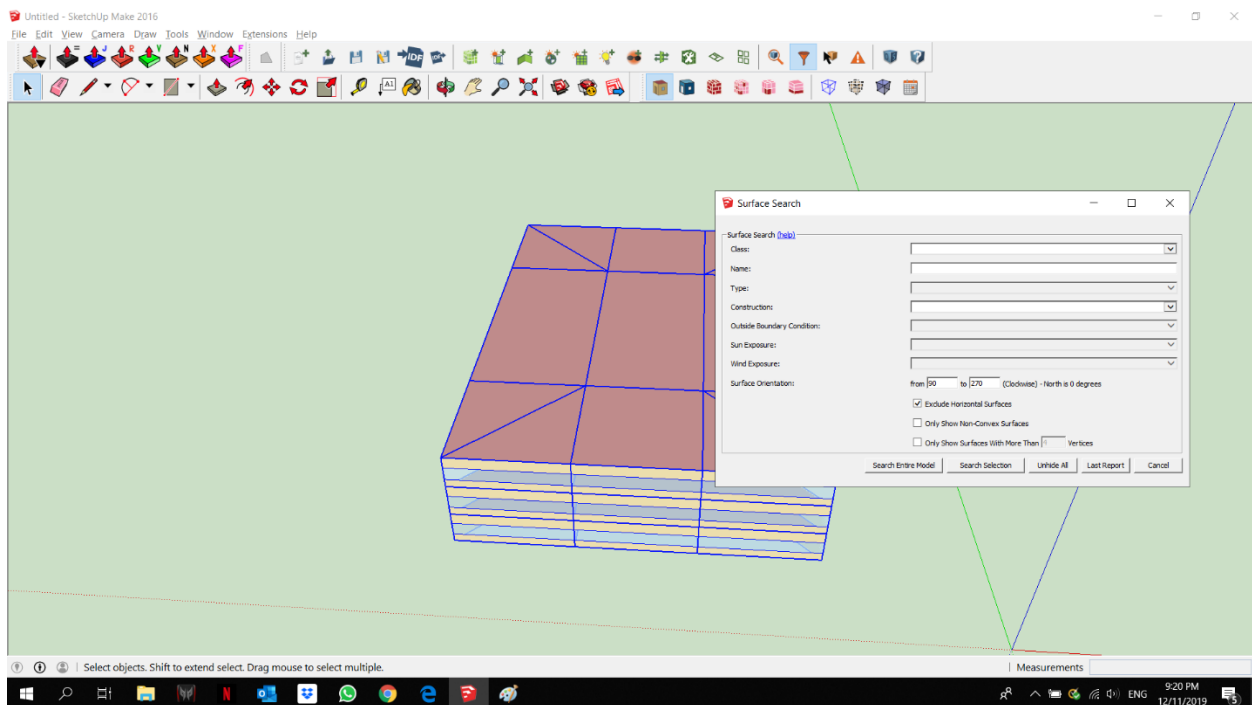 Untitled - SketchUp Make 2016
File Edit View Camera Draw Tools Window Extensions Help
Surface Search
Surface Search (help)
Class:
Name:
Type:
Construction:
Outside Boundary Condition:
Sun Exposure:
Wind Exposure:
Surface Orientation: from 90 to 270 (Clockwise) - North is 0 degrees
Exclude Horizontal Surfaces
Only Show Non-Convex Surfaces
Only Show Surfaces With More Than 4 Vertices
Search Entire Model Search Selection Unhide All Last Report Cancel
Select objects. Shift to extend select. Drag mouse to select multiple. Measurements
ENG 9:20 PM
12/11/2019